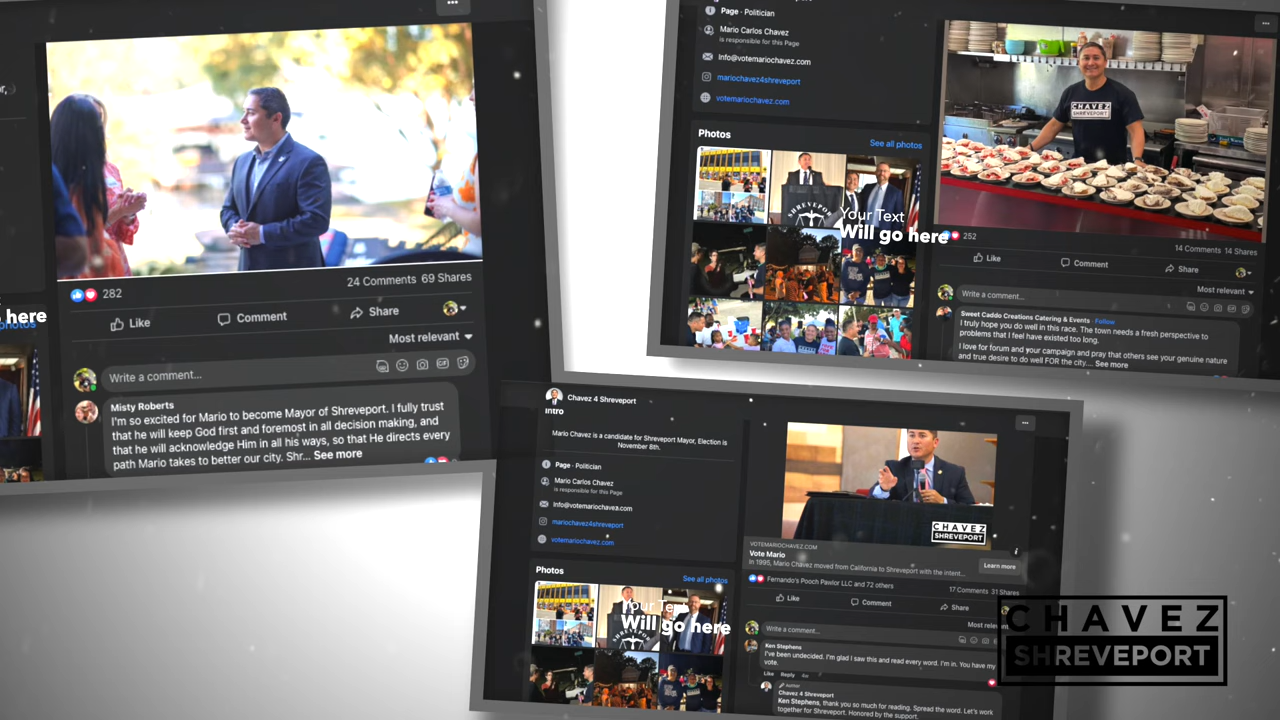 or,
here
photos
282
24 Comments 69 Shares
Like
Comment
Share
Most relevant
Write a comment...
GIF
Misty Roberts
I'm so excited for Mario to become Mayor of Shreveport. I fully trust
that he will keep God first and foremost in all decision making, and
that he will acknowledge Him in all his ways, so that He directs every
path Mario takes to better our city. Shr... See more
Page · Politician
Mario Carlos Chavez
is responsible for this Page
Info@votemariochavez.com
mariochavez4shreveport
votemariochavez.com
Photos
See all photos
SHREVEPORT
Your Text
Will go here
CHAVEZ
SHREVEPORT
252
14 Comments 14 Shares
Like
Comment
Share
Most relevant
Write a comment...
Sweet Caddo Creations Catering & Events · Follow
I truly hope you do well in this race. The town needs a fresh perspective to
problems that I feel have existed too long.
I love for forum and your campaign and pray that others see your genuine nature
and true desire to do well FOR the city.... See more
Chavez 4 Shreveport
Intro
Mario Chavez is a candidate for Shreveport Mayor, Election is
November 8th.
Page · Politician
Mario Carlos Chavez
is responsible for this Page
Info@votemariochavez.com
mariochavez4shreveport
votemariochavez.com
Photos
See all photos
Your Text
Will go here
CHAVEZ
SHREVEPORT
VOTEMARIOCHAVEZ.COM
Vote Mario
In 1995, Mario Chavez moved from California to Shreveport with the intent...
Learn more
Fernando's Pooch Pawlor LLC and 72 others
17 Comments 31 Shares
Like
Comment
Share
Most relevant
Write a comment...
Ken Stephens
I've been undecided. I'm glad I saw this and read every word. I'm in. You have my
vote.
Like Reply
Author
Chavez 4 Shreveport
Ken Stephens, thank you so much for reading. Spread the word. Let's work
together for Shreveport. Honored by the support.
CHAVEZ
SHREVEPORT